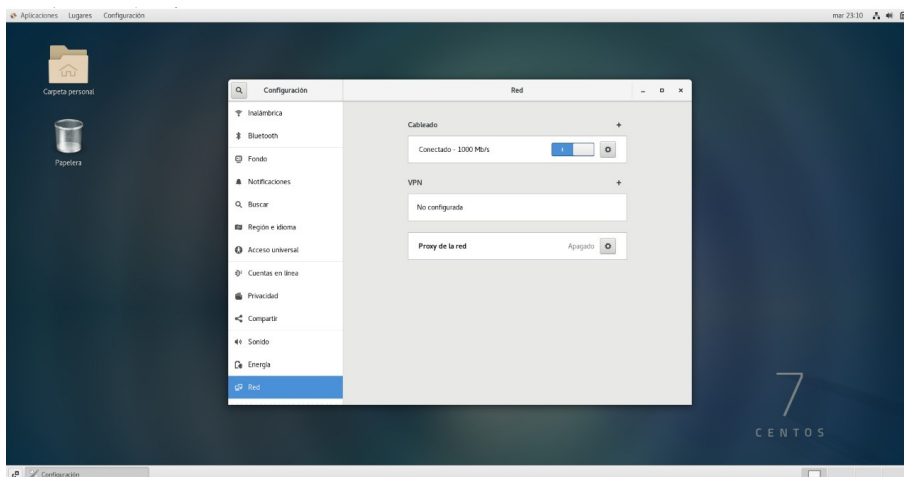 Aplicaciones Lugares Configuración mar 23:10
Carpeta personal
Papelera
Configuración Red
Inalámbrica
Bluetooth
Fondo
Notificaciones
Buscar
Región e idioma
Acceso universal
Cuentas en línea
Privacidad
Compartir
Sonido
Energía
Red
Cableado +
Conectado - 1000 Mb/s
VPN +
No configurada
Proxy de la red Apagado
7
CENTOS
Configuración